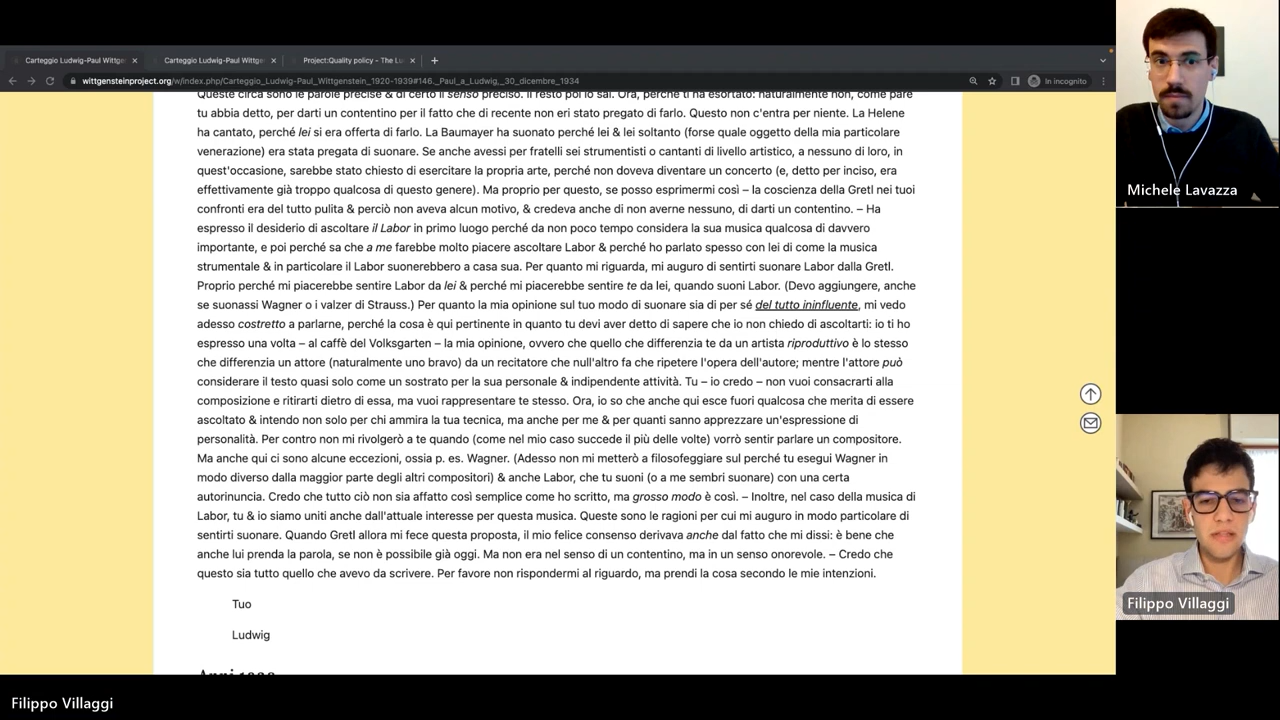 Carteggio Ludwig-Paul Wittgen
Carteggio Ludwig-Paul Wittgen
Project:Quality policy - The Lu
wittgensteinproject.org/w/index.php/Carteggio_Ludwig-Paul_Wittgenstein_1920-1939#146._Paul_a_Ludwig,_30_dicembre_1934
In incognito
Queste circa sono le parole precise & di certo il senso preciso. Il resto poi lo sai. Ora, perché ti ha esortato: naturalmente non, come pare
tu abbia detto, per darti un contentino per il fatto che di recente non eri stato pregato di farlo. Questo non c'entra per niente. La Helene
ha cantato, perché lei si era offerta di farlo. La Baumayer ha suonato perché lei & lei soltanto (forse quale oggetto della mia particolare
venerazione) era stata pregata di suonare. Se anche avessi per fratelli sei strumentisti o cantanti di livello artistico, a nessuno di loro, in
quest'occasione, sarebbe stato chiesto di esercitare la propria arte, perché non doveva diventare un concerto (e, detto per inciso, era
effettivamente già troppo qualcosa di questo genere). Ma proprio per questo, se posso esprimermi così – la coscienza della Gretl nei tuoi
confronti era del tutto pulita & perciò non aveva alcun motivo, & credeva anche di non averne nessuno, di darti un contentino. – Ha
espresso il desiderio di ascoltare il Labor in primo luogo perché da non poco tempo considera la sua musica qualcosa di davvero
importante, e poi perché sa che a me farebbe molto piacere ascoltare Labor & perché ho parlato spesso con lei di come la musica
strumentale & in particolare il Labor suonerebbero a casa sua. Per quanto mi riguarda, mi auguro di sentirti suonare Labor dalla Gretl.
Proprio perché mi piacerebbe sentire Labor da lei & perché mi piacerebbe sentire te da lei, quando suoni Labor. (Devo aggiungere, anche
se suonassi Wagner o i valzer di Strauss.) Per quanto la mia opinione sul tuo modo di suonare sia di per sé del tutto ininfluente, mi vedo
adesso costretto a parlarne, perché la cosa è qui pertinente in quanto tu devi aver detto di sapere che io non chiedo di ascoltarti: io ti ho
espresso una volta – al caffè del Volksgarten – la mia opinione, ovvero che quello che differenzia te da un artista riproduttivo è lo stesso
che differenzia un attore (naturalmente uno bravo) da un recitatore che null'altro fa che ripetere l'opera dell'autore; mentre l'attore può
considerare il testo quasi solo come un sostrato per la sua personale & indipendente attività. Tu – io credo – non vuoi consacrarti alla
composizione e ritirarti dietro di essa, ma vuoi rappresentare te stesso. Ora, io so che anche qui esce fuori qualcosa che merita di essere
ascoltato & intendo non solo per chi ammira la tua tecnica, ma anche per me & per quanti sanno apprezzare un'espressione di
personalità. Per contro non mi rivolgerò a te quando (come nel mio caso succede il più delle volte) vorrò sentir parlare un compositore.
Ma anche qui ci sono alcune eccezioni, ossia p. es. Wagner. (Adesso non mi metterò a filosofeggiare sul perché tu esegui Wagner in
modo diverso dalla maggior parte degli altri compositori) & anche Labor, che tu suoni (o a me sembri suonare) con una certa
autorinuncia. Credo che tutto ciò non sia affatto così semplice come ho scritto, ma grosso modo è così. – Inoltre, nel caso della musica di
Labor, tu & io siamo uniti anche dall'attuale interesse per questa musica. Queste sono le ragioni per cui mi auguro in modo particolare di
sentirti suonare. Quando Gretl allora mi fece questa proposta, il mio felice consenso derivava anche dal fatto che mi dissi: è bene che
anche lui prenda la parola, se non è possibile già oggi. Ma non era nel senso di un contentino, ma in un senso onorevole. – Credo che
questo sia tutto quello che avevo da scrivere. Per favore non rispondermi al riguardo, ma prendi la cosa secondo le mie intenzioni.
Tuo
Ludwig
Michele Lavazza
Filippo Villaggi
Filippo Villaggi